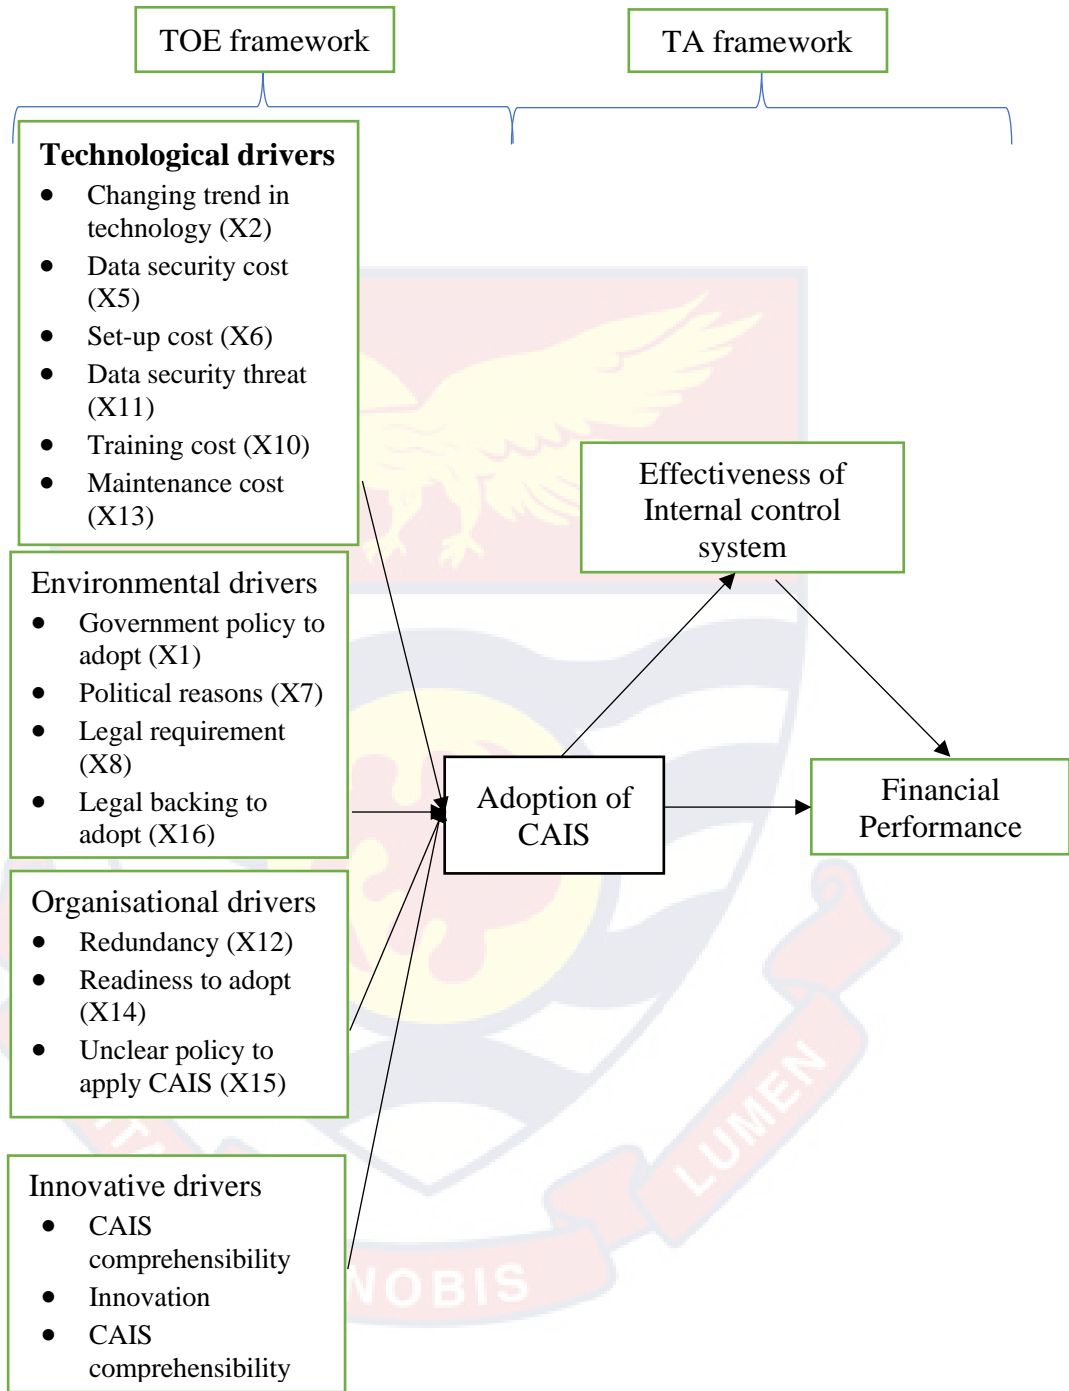 TOE framework
TA framework
Technological drivers
• Changing trend in
technology (X2)
• Data security cost
(X5)
• Set-up cost (X6)
• Data security threat
(X11)
• Training cost (X10)
• Maintenance cost
(X13)
Environmental drivers
• Government policy to
adopt (X1)
• Political reasons (X7)
• Legal requirement
(X8)
• Legal backing to
adopt (X16)
Organisational drivers
• Redundancy (X12)
• Readiness to adopt
(X14)
• Unclear policy to
apply CAIS (X15)
Innovative drivers
• CAIS
comprehensibility
• Innovation
• CAIS
comprehensibility
Adoption of
CAIS
Effectiveness of
Internal control
system
Financial
Performance
NOBIS
LUMEN